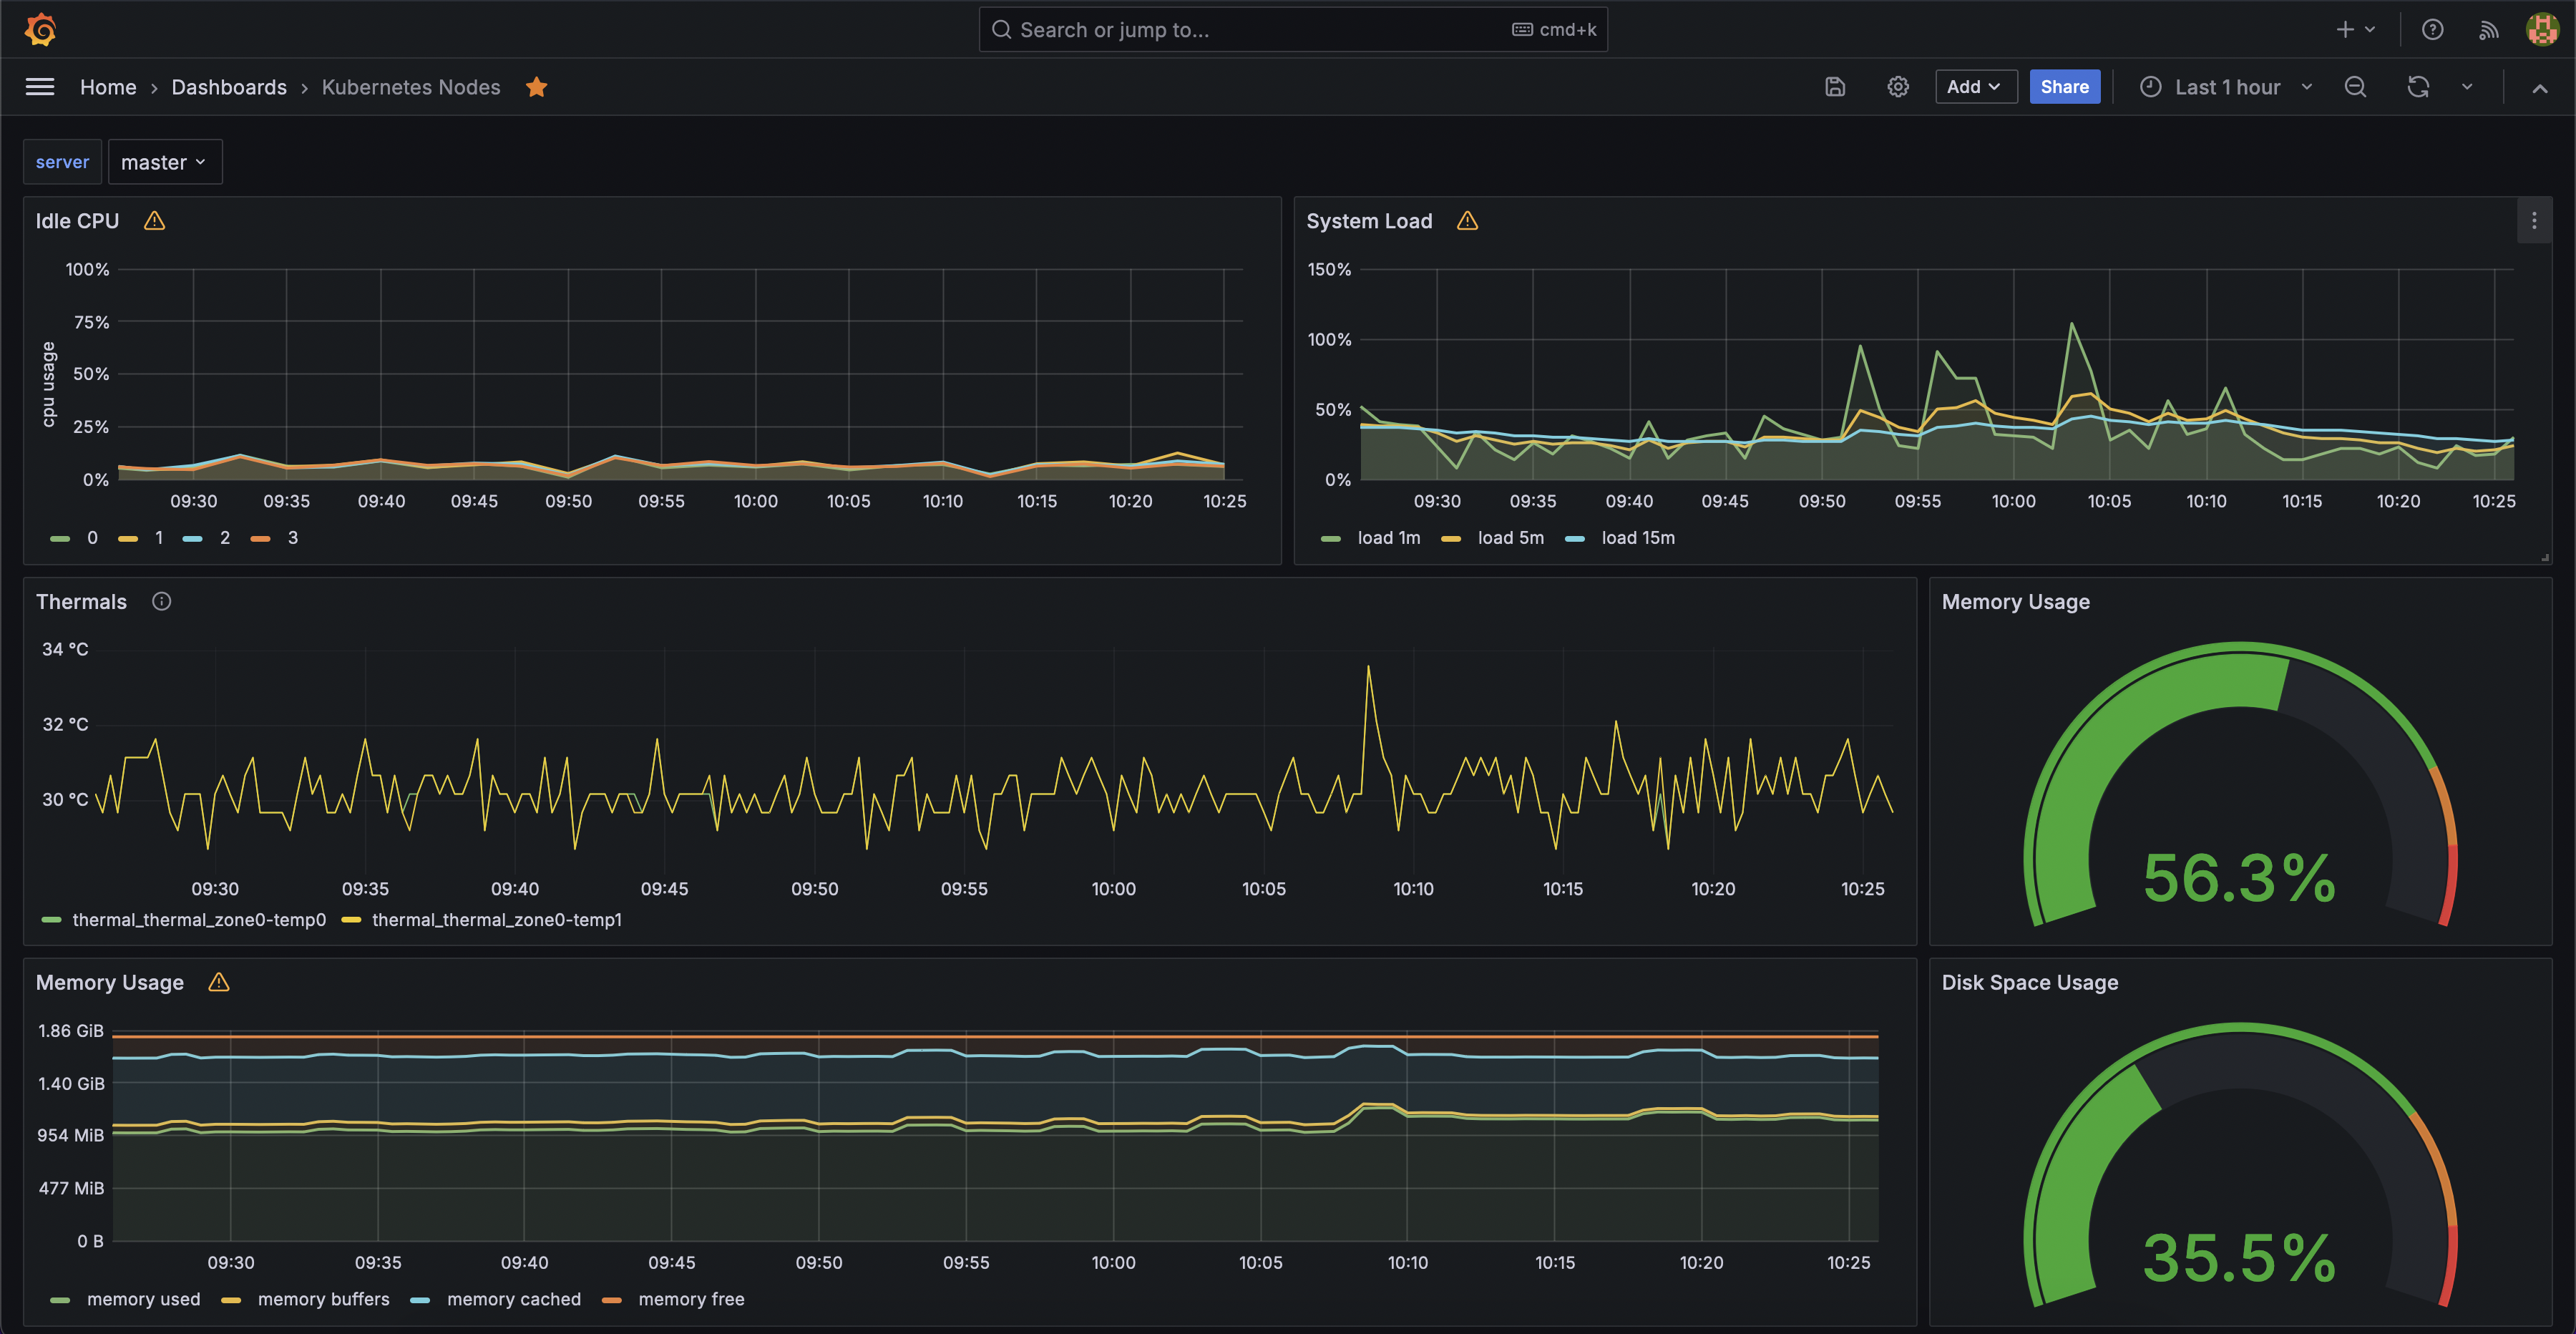 Search or jump to... cmd+k
Home › Dashboards › Kubernetes Nodes
Add Share Last 1 hour
server master
Idle CPU
100%
75%
50%
25%
0%
cpu usage
09:30 09:35 09:40 09:45 09:50 09:55 10:00 10:05 10:10 10:15 10:20 10:25
0 1 2 3
System Load
150%
100%
50%
0%
09:30 09:35 09:40 09:45 09:50 09:55 10:00 10:05 10:10 10:15 10:20 10:25
load 1m load 5m load 15m
Thermals
34 °C
32 °C
30 °C
09:30 09:35 09:40 09:45 09:50 09:55 10:00 10:05 10:10 10:15 10:20 10:25
thermal_thermal_zone0-temp0 thermal_thermal_zone0-temp1
Memory Usage
56.3%
Memory Usage
1.86 GiB
1.40 GiB
954 MiB
477 MiB
0 B
09:30 09:35 09:40 09:45 09:50 09:55 10:00 10:05 10:10 10:15 10:20 10:25
memory used memory buffers memory cached memory free
Disk Space Usage
35.5%